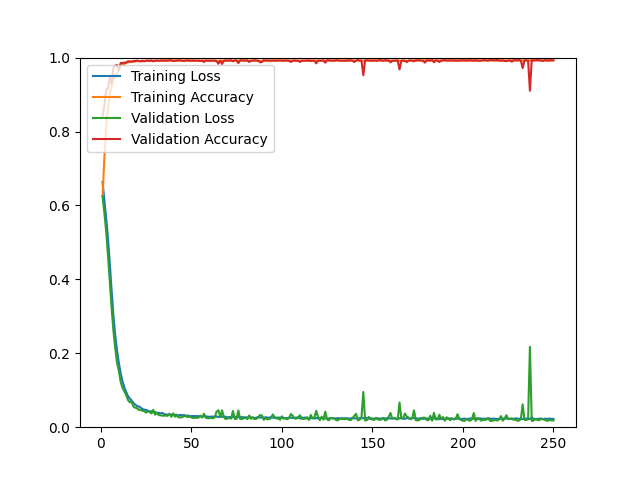 1.0
0.8
0.6
0.4
0.2
0.0
Training Loss
Training Accuracy
Validation Loss
Validation Accuracy
0 50 100 150 200 250